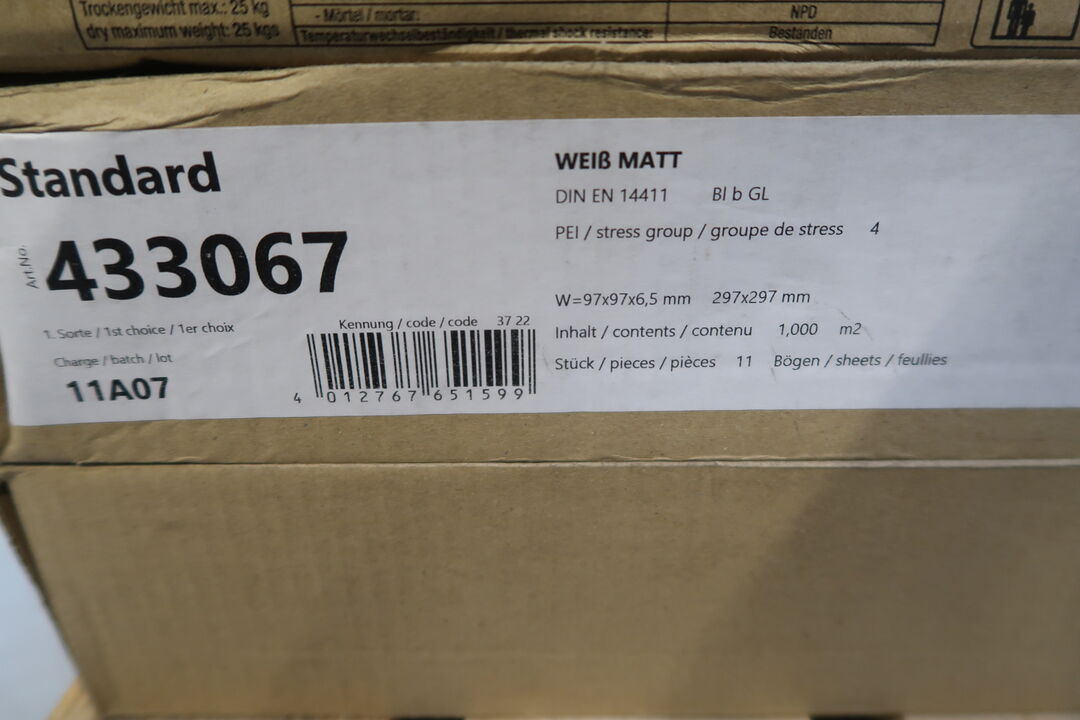 Trockengewicht max.: 25 kg
dry maximum weight: 25 kgs
- Mörtel / mortar:
NPD
Temperaturwechselbeständigkeit / thermal shock resistance:
Bestanden
Standard
Art.No.
433067
1. Sorte / 1st choice / 1er choix
Charge / batch / lot
11A07
Kennung / code / code 37 22
4 012767 651599
WEIß MATT
DIN EN 14411 Bl b GL
PEI / stress group / groupe de stress 4
W=97x97x6,5 mm 297x297 mm
Inhalt / contents / contenu 1,000 m2
Stück / pieces / pièces 11 Bögen / sheets / feullies